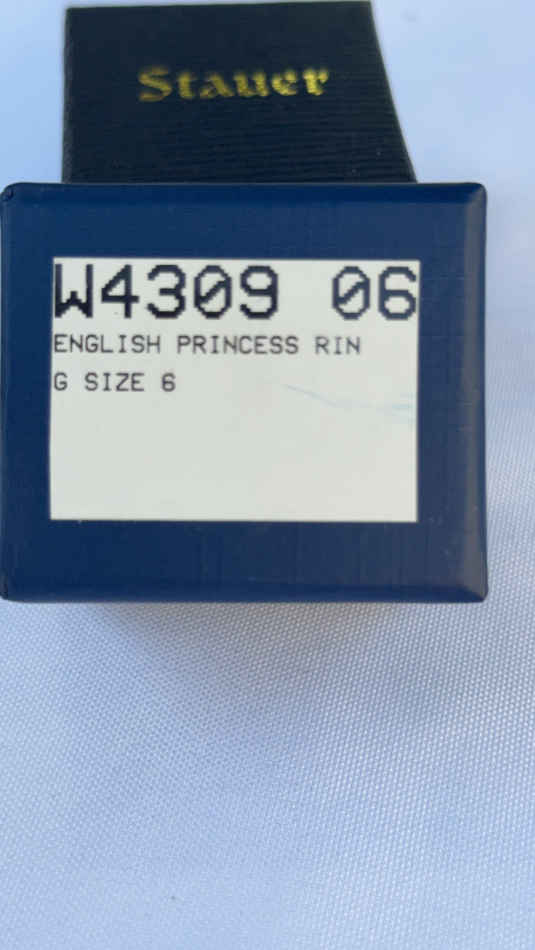 Stauer
W4309 06
ENGLISH PRINCESS RIN
G SIZE 6